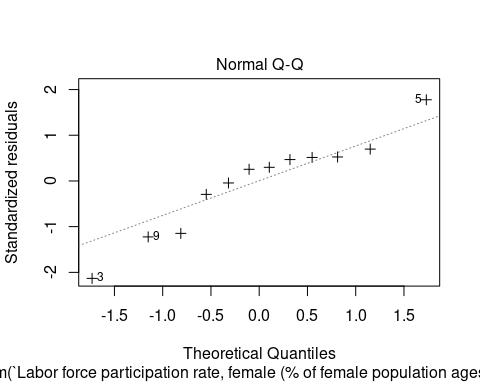 Normal Q-Q
Standardized residuals
2
1
0
-1
-2
5
9
3
-1.5 -1.0 -0.5 0.0 0.5 1.0 1.5
Theoretical Quantiles
m(`Labor force participation rate, female (% of female population ages